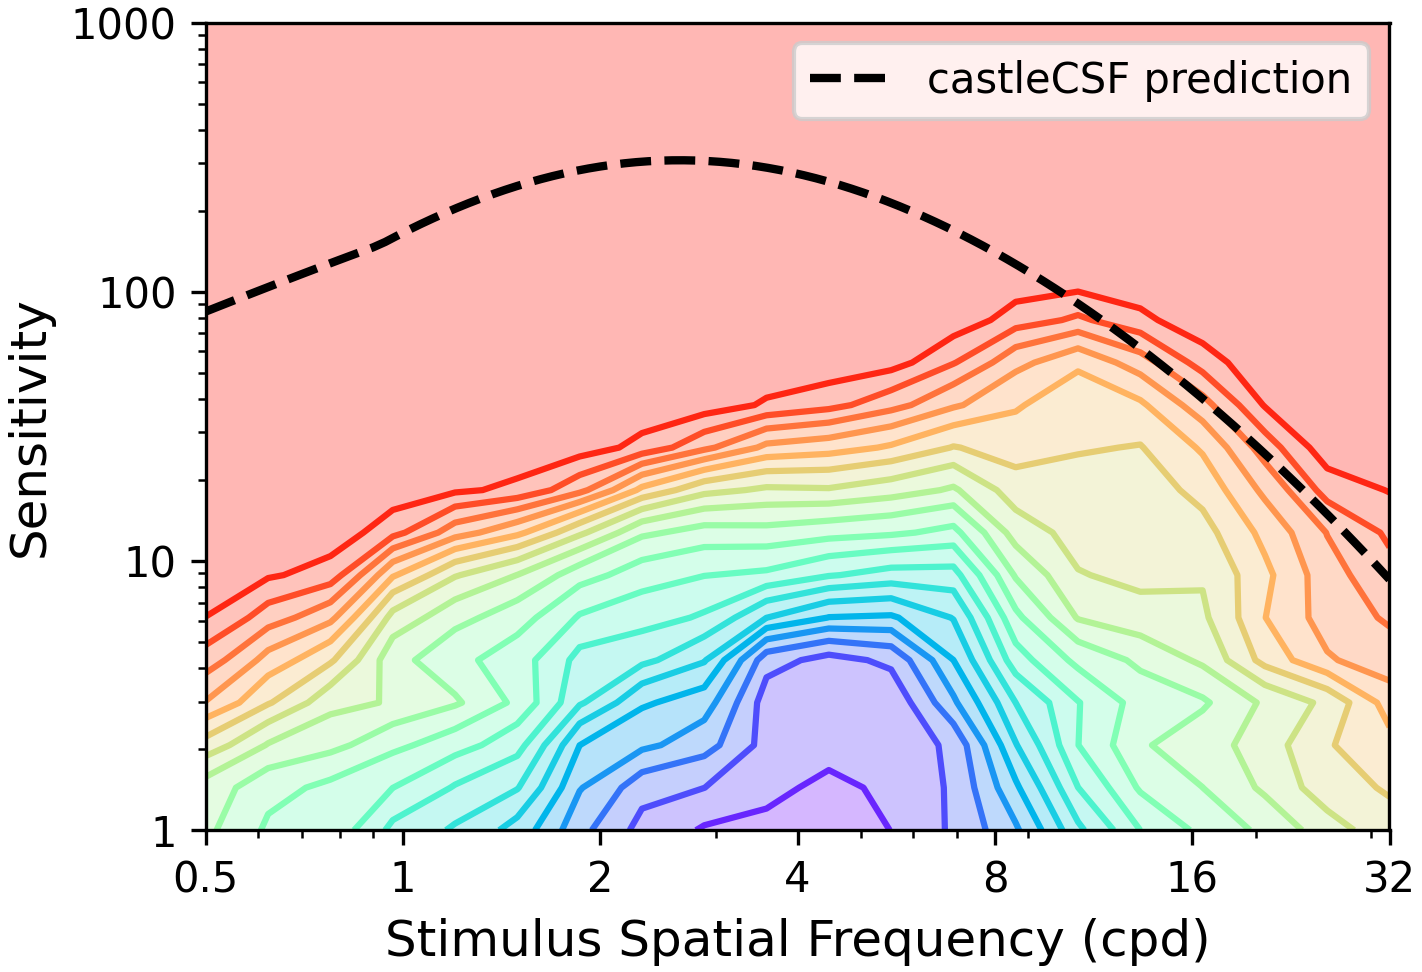 1000
castleCSF prediction
100
Sensitivity
10
1
0.5 1 2 4 8 16 32
Stimulus Spatial Frequency (cpd)